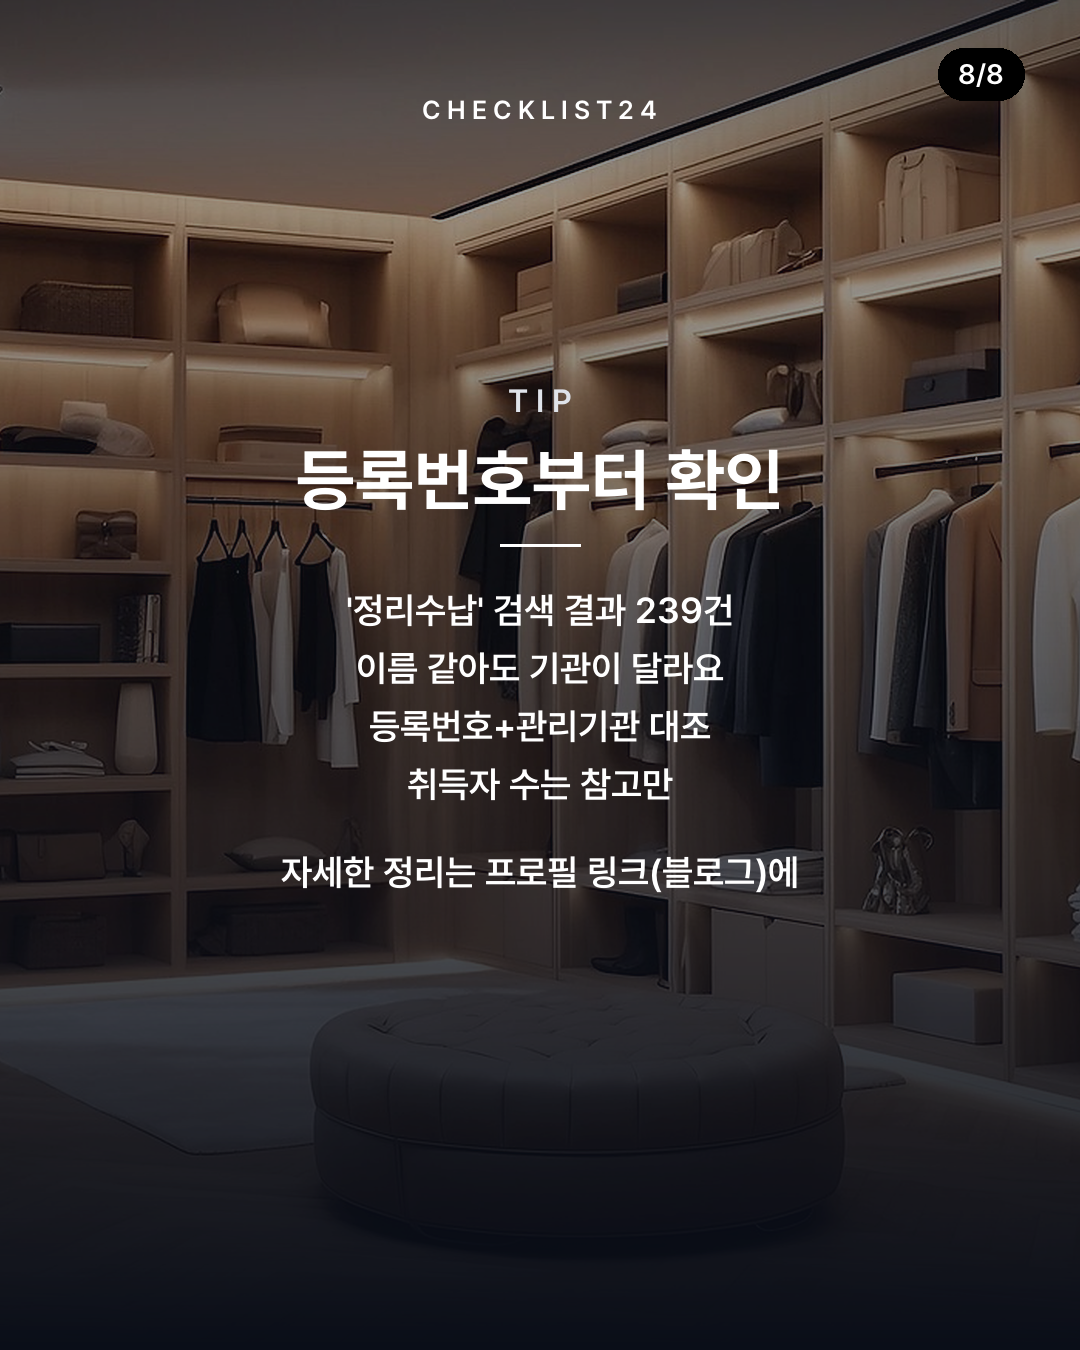 8/8
CHECKLIST24
TIP
등록번호부터 확인
'정리수납' 검색 결과 239건
이름 같아도 기관이 달라요
등록번호+관리기관 대조
취득자 수는 참고만
자세한 정리는 프로필 링크(블로그)에